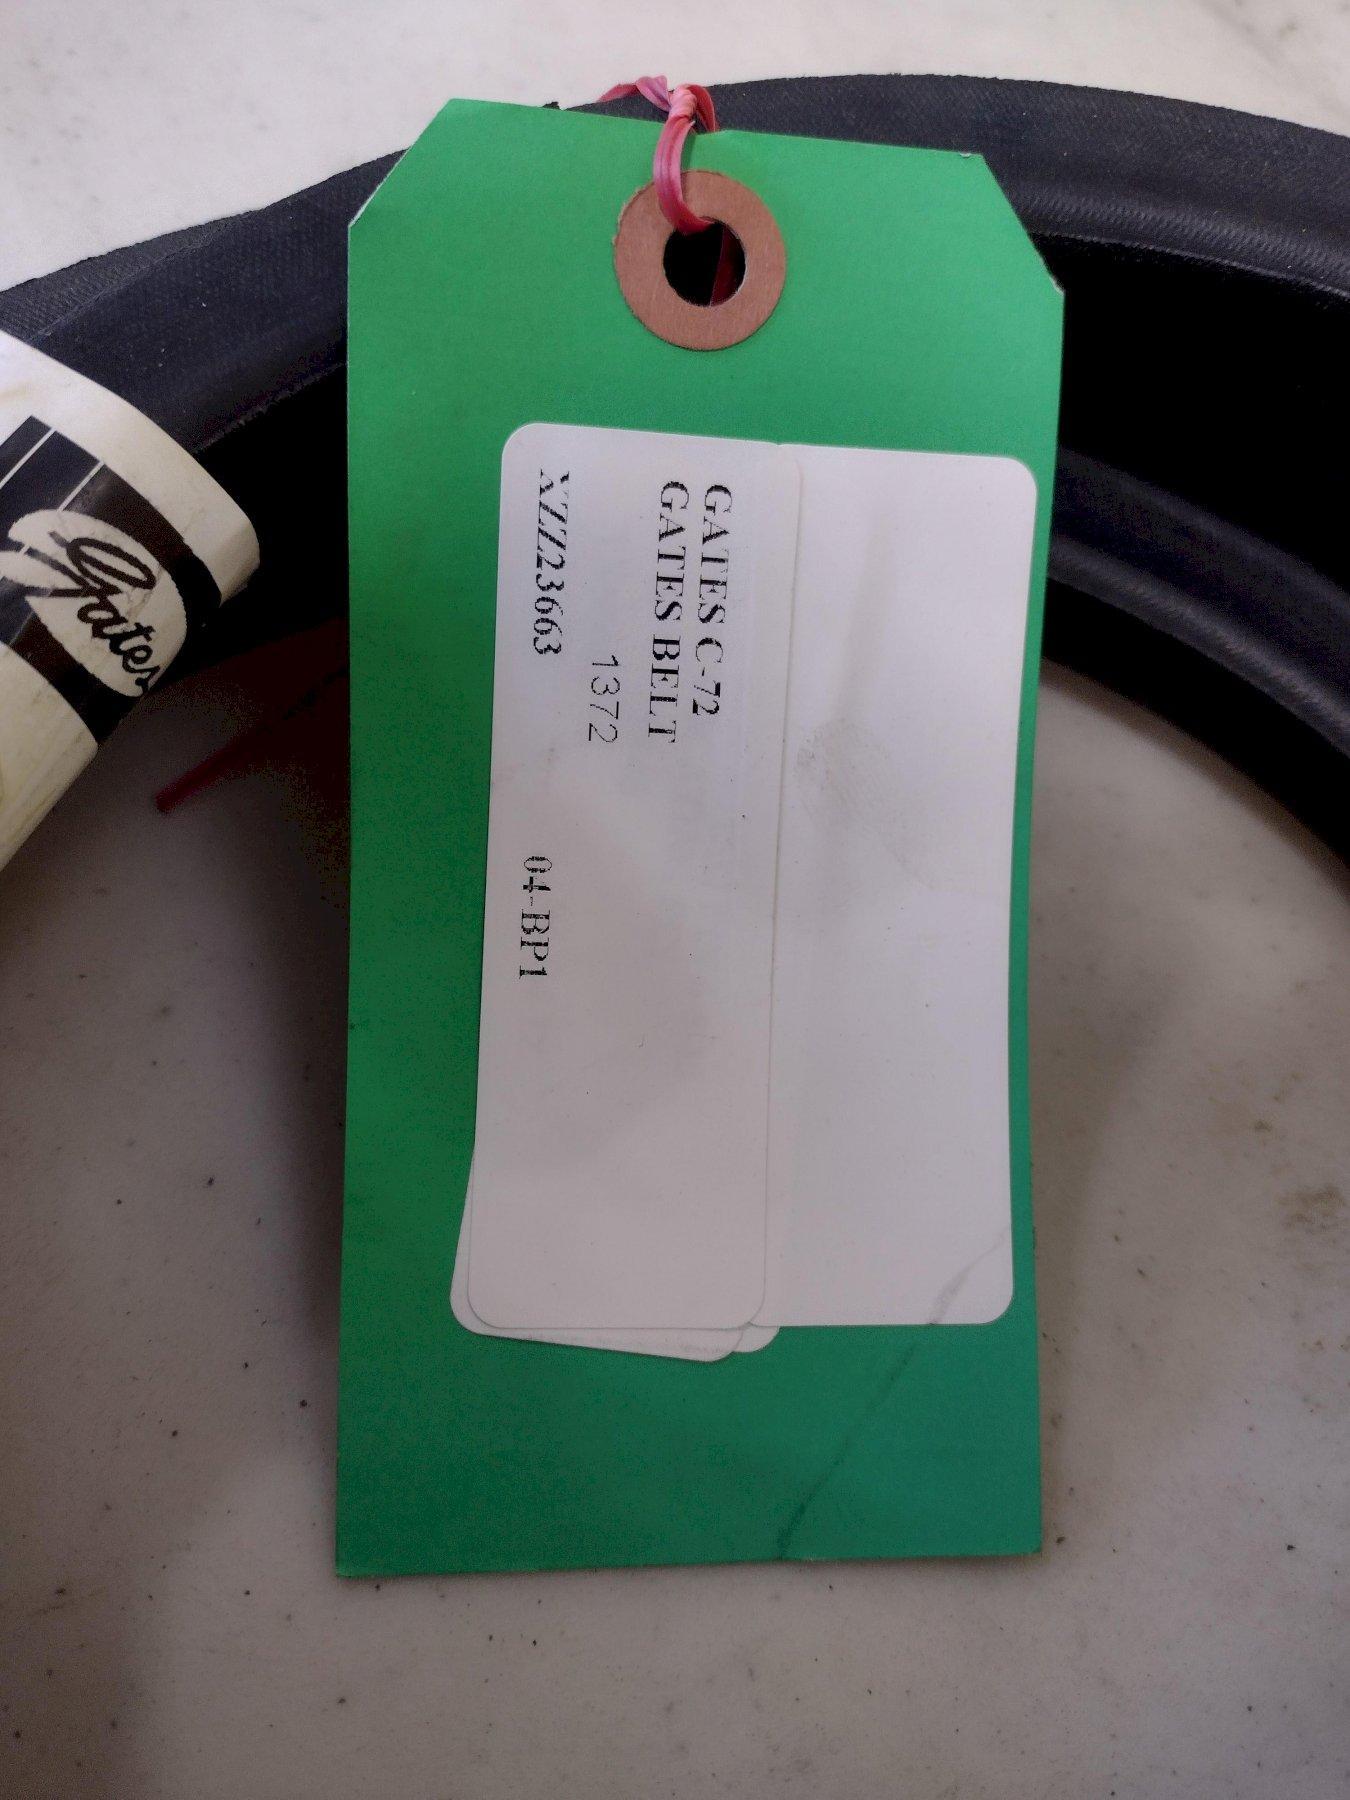 GATES C-72
GATES BELT
1372
XZZ23663 04-BP1
Gates